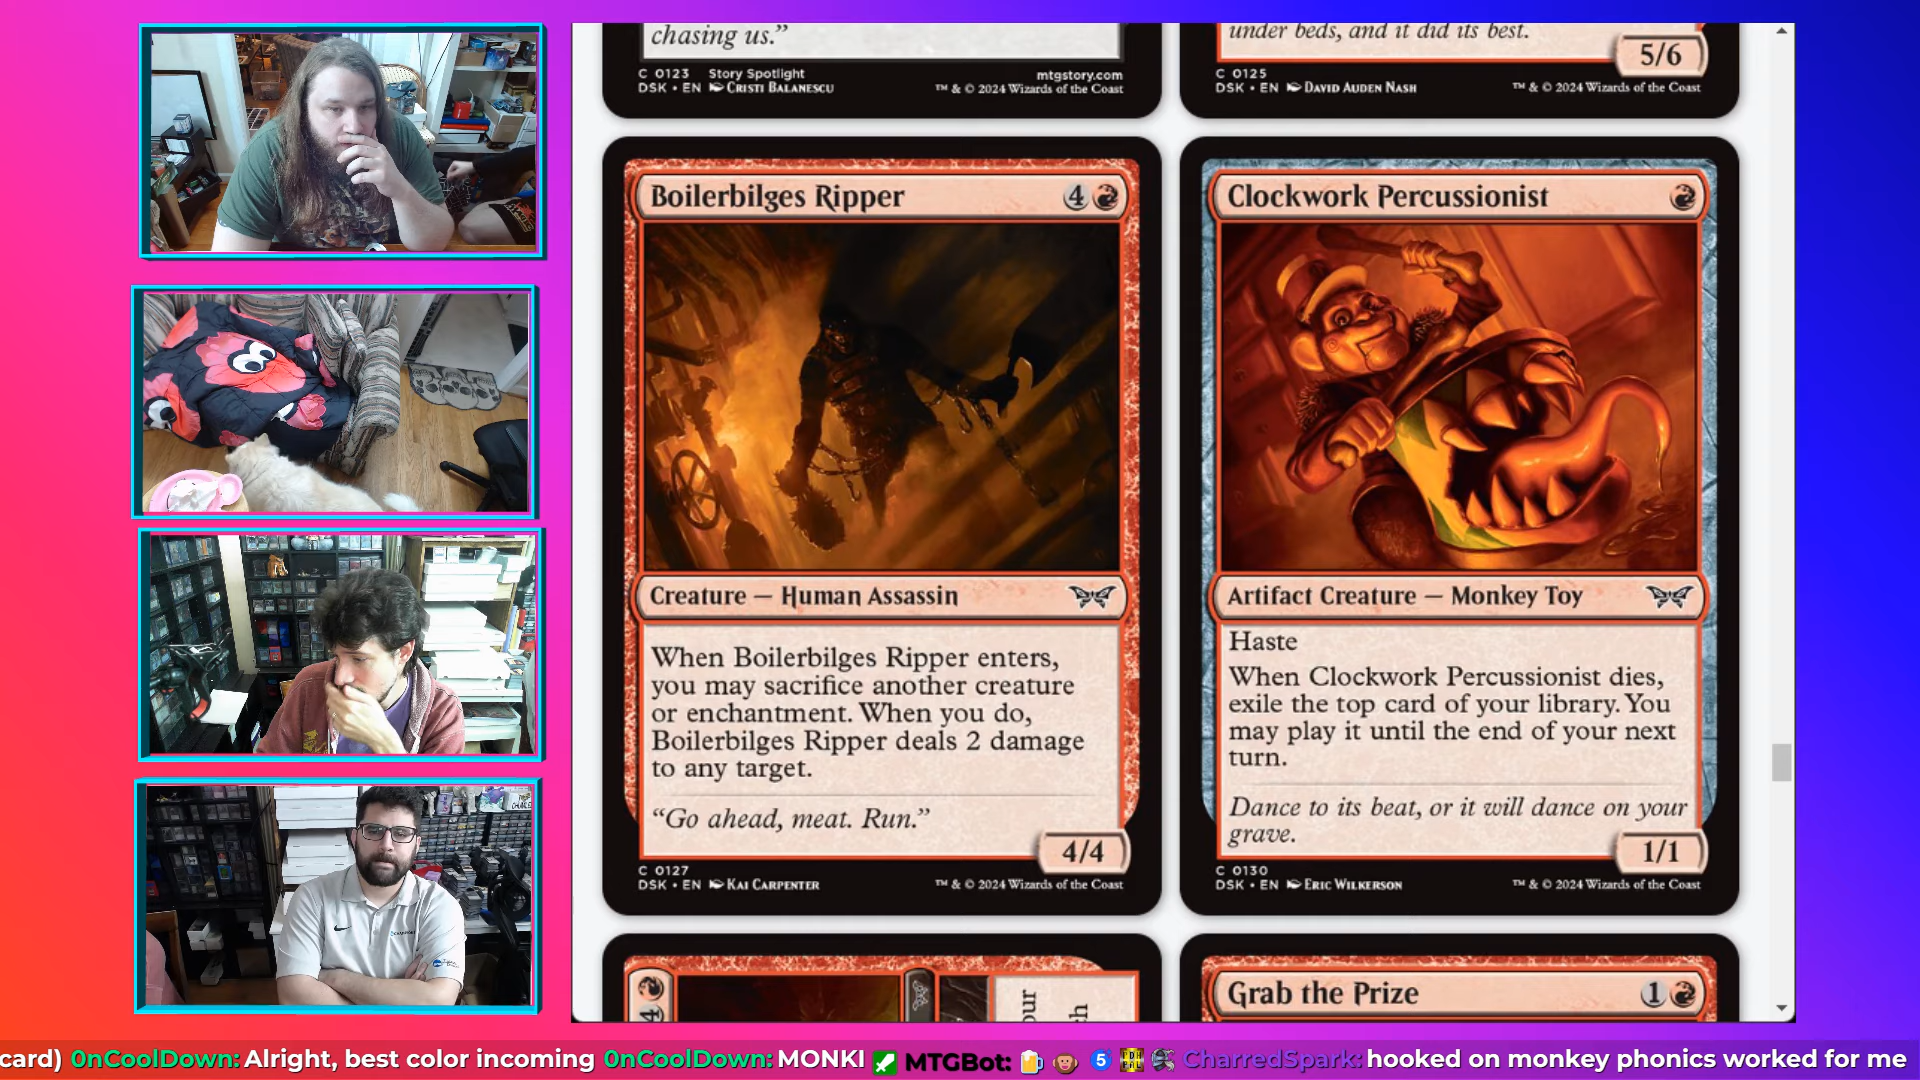 chasing us.”
C 0123 Story Spotlight mtgstory.com
DSK • EN Cristi Balanescu ™ & © 2024 Wizards of the Coast
under beds, and it did its best.
5/6
C 0125
DSK • EN David Auden Nash ™ & © 2024 Wizards of the Coast
Boilerbilges Ripper 4
Creature — Human Assassin
When Boilerbilges Ripper enters,
you may sacrifice another creature
or enchantment. When you do,
Boilerbilges Ripper deals 2 damage
to any target.
“Go ahead, meat. Run.”
4/4
C 0127
DSK • EN Kai Carpenter ™ & © 2024 Wizards of the Coast
Clockwork Percussionist
Artifact Creature — Monkey Toy
Haste
When Clockwork Percussionist dies,
exile the top card of your library. You
may play it until the end of your next
turn.
Dance to its beat, or it will dance on your
grave.
1/1
C 0130
DSK • EN Eric Wilkerson ™ & © 2024 Wizards of the Coast
4
Grab the Prize 1
card) 0nCoolDown: Alright, best color incoming 0nCoolDown: MONKI MTGBot: 5 CharredSpark: hooked on monkey phonics worked for me